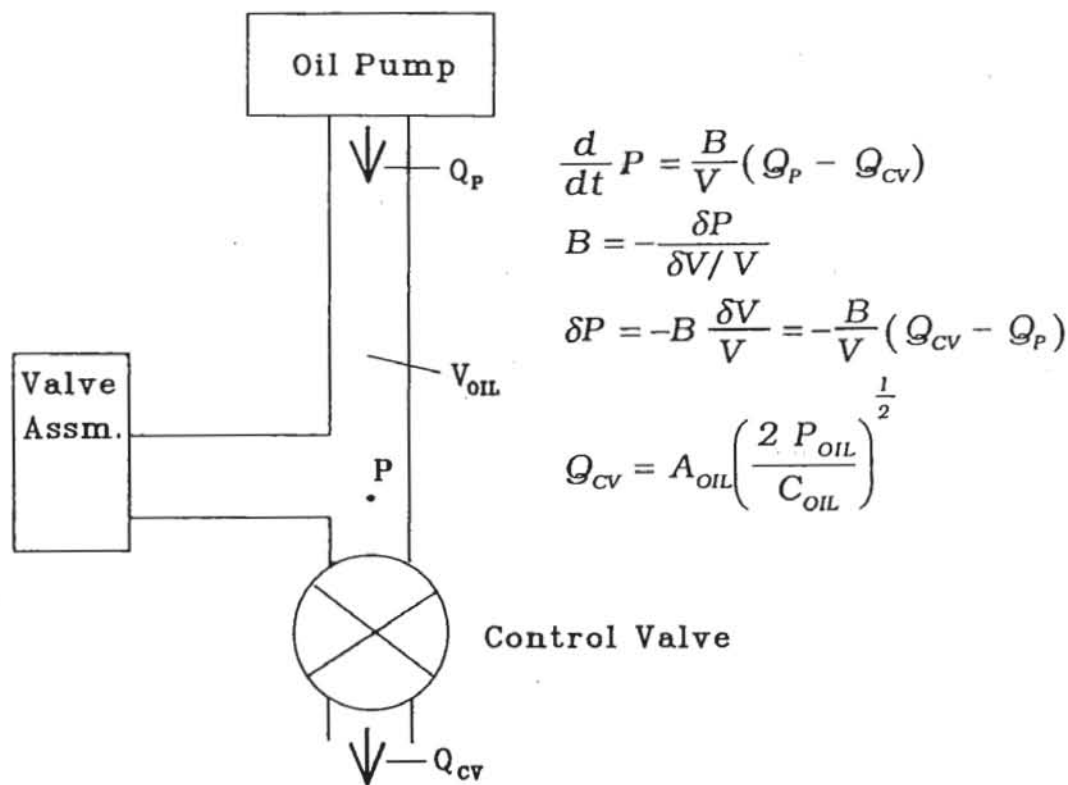 Oil Pump
Q_P
d/dt P = B/V (Q_P - Q_CV)
B = - δP / δV/V
V_OIL
δP = -B δV/V = - B/V (Q_CV - Q_P)
Valve
Assm.
P
Q_CV = A_OIL (2 P_OIL / C_OIL)^1/2
Control Valve
Q_CV